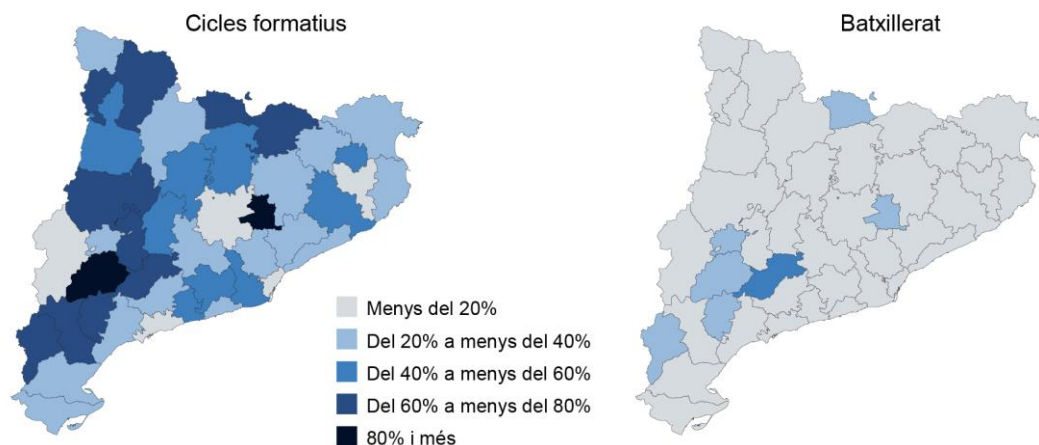 Cicles formatius
Batxillerat
Menys del 20%
Del 20% a menys del 40%
Del 40% a menys del 60%
Del 60% a menys del 80%
80% i més